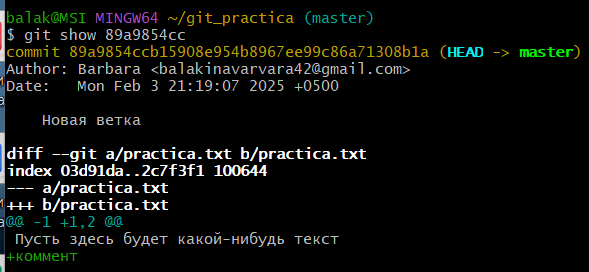 balak@MSI MINGW64 ~/git_practica (master)
$ git show 89a9854cc
commit 89a9854ccb15908e954b8967ee99c86a71308b1a (HEAD -> master)
Author: Barbara <balakinavarvara42@gmail.com>
Date:   Mon Feb 3 21:19:07 2025 +0500
    Новая ветка
diff --git a/practica.txt b/practica.txt
index 03d91da..2c7f3f1 100644
--- a/practica.txt
+++ b/practica.txt
@@ -1 +1,2 @@
 Пусть здесь будет какой-нибудь текст
+коммент